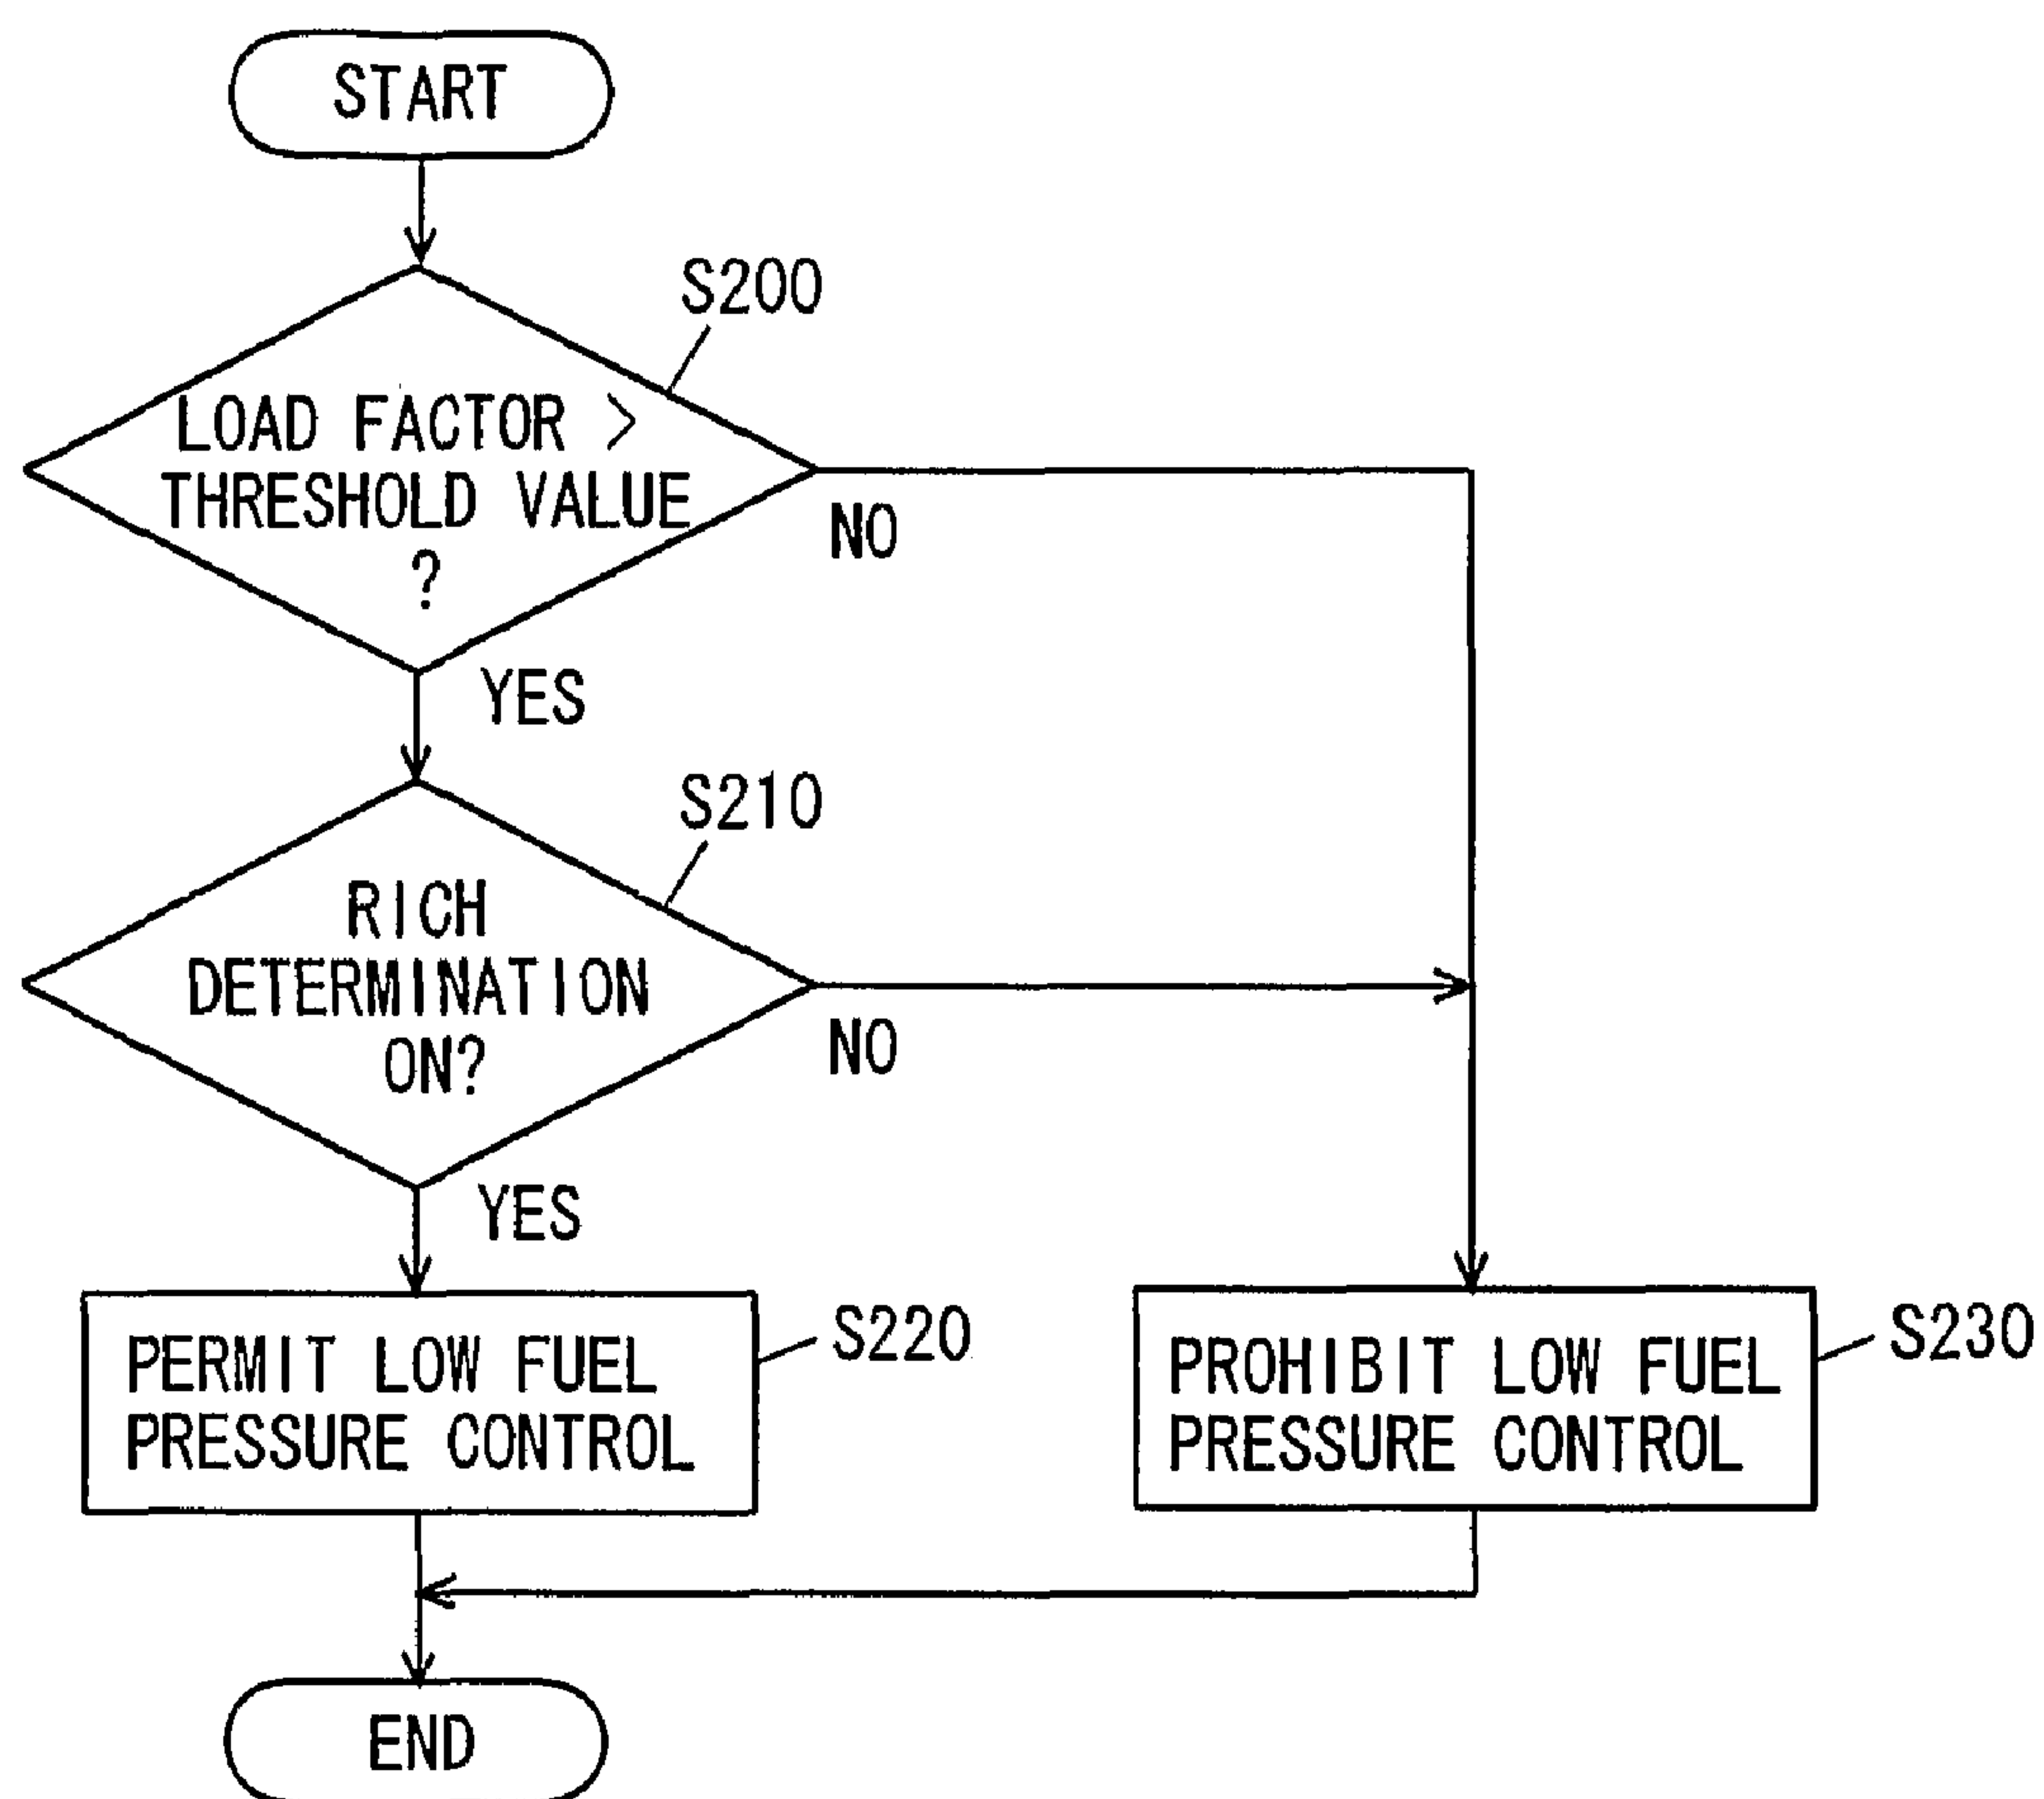 START
S200
LOAD FACTOR >
THRESHOLD VALUE
?
NO
YES
S210
RICH
DETERMINATION
ON?
NO
YES
PERMIT LOW FUEL
PRESSURE CONTROL
S220
PROHIBIT LOW FUEL
PRESSURE CONTROL
S230
END